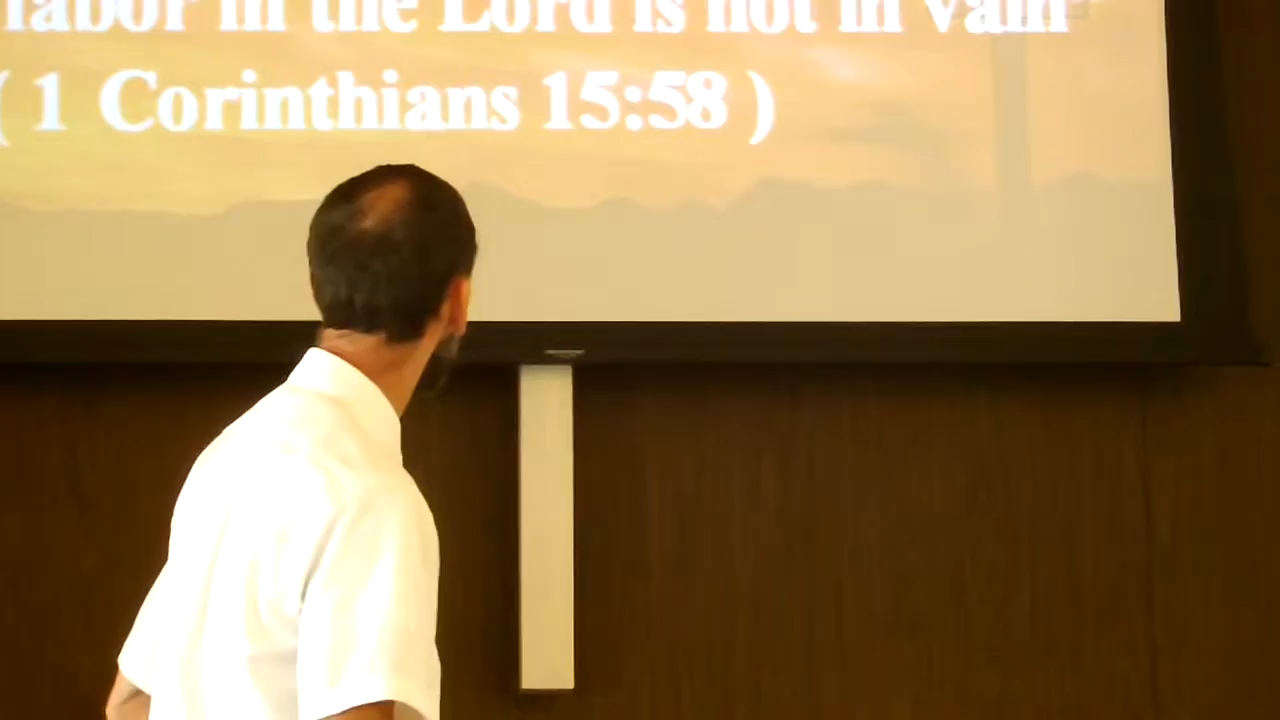 labor in the Lord is not in vain"
( 1 Corinthians 15:58 )